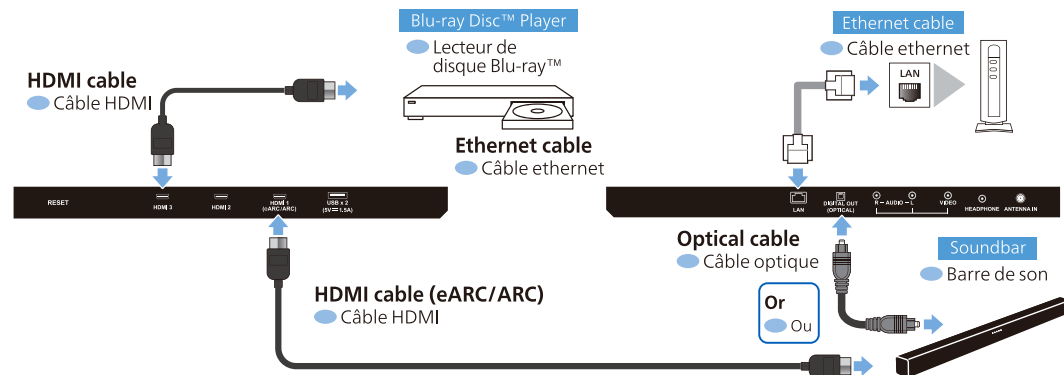 Blu-ray Disc™ Player
Lecteur de
disque Blu-ray™
Ethernet cable
Câble ethernet
LAN
HDMI cable
Câble HDMI
Ethernet cable
Câble ethernet
RESET
HDMI 3
HDMI 2
HDMI 1
(eARC/ARC)
USB x 2
(5V⎓1.5A)
LAN
DIGITAL OUT
(OPTICAL)
R – AUDIO – L
VIDEO
HEADPHONE
ANTENNA IN
Optical cable
Câble optique
Soundbar
Barre de son
HDMI cable (eARC/ARC)
Câble HDMI
Or
Ou